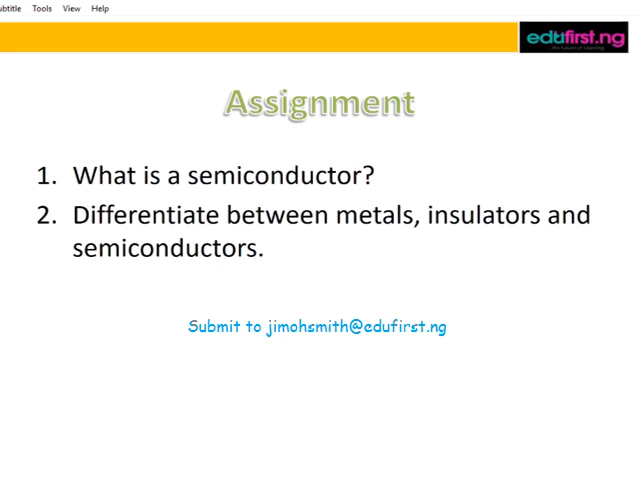 ubtitle Tools View Help
edufirst.ng
the future of Learning
Assignment
1. What is a semiconductor?
2. Differentiate between metals, insulators and
semiconductors.
Submit to jimohsmith@edufirst.ng